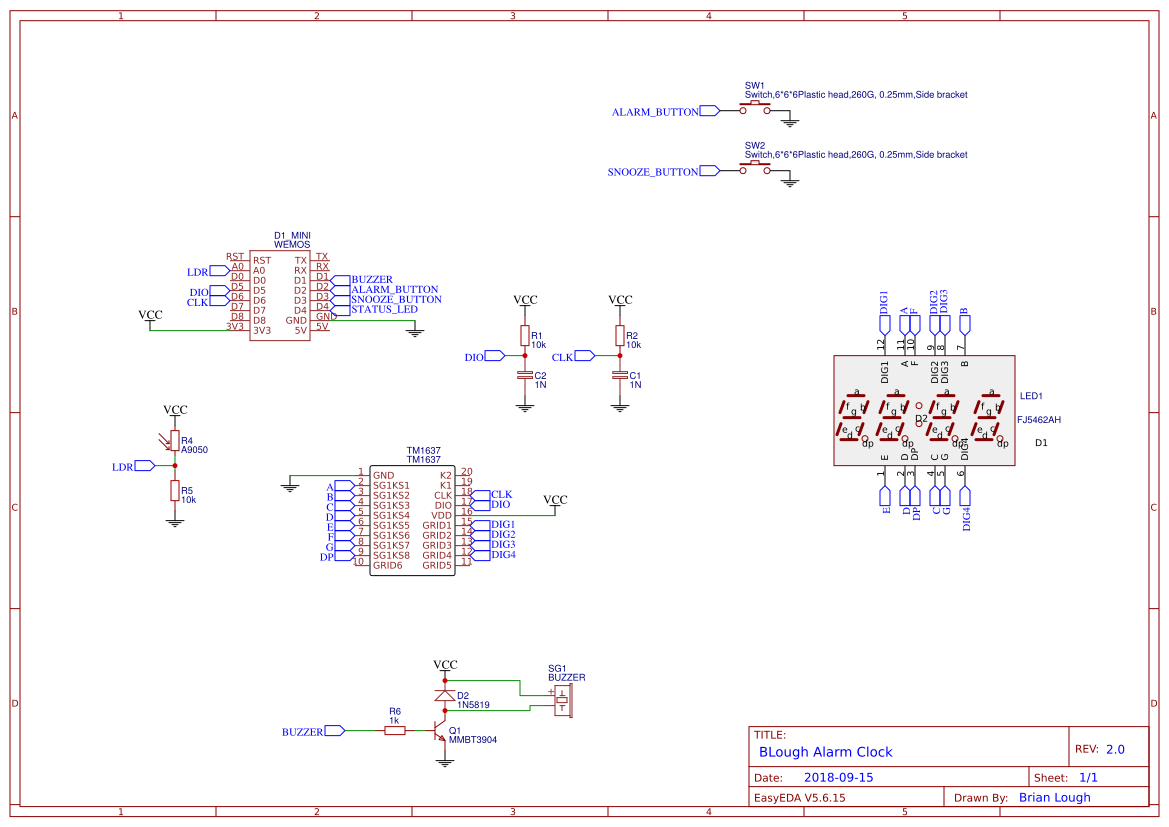 1 2 3 4 5
A A
SW1
Switch,6*6*6Plastic head,260G, 0.25mm,Side bracket
ALARM_BUTTON
SW2
Switch,6*6*6Plastic head,260G, 0.25mm,Side bracket
SNOOZE_BUTTON
B B
D1_MINI
WEMOS
RST RST TX TX
LDR A0 A0 RX RX
D0 D0 D1 D1 BUZZER
DIO D5 D5 D2 D2 ALARM_BUTTON
CLK D6 D6 D3 D3 SNOOZE_BUTTON
D7 D7 D4 D4 STATUS_LED
D8 D8 GND GND
VCC 3V3 3V3 5V 5V
VCC
R1
10k
DIO
C2
1N
VCC
R2
10k
CLK
C1
1N
DIG1 A F DIG2 DIG3 B
12 11 10 9 8 7
DIG1 A F DIG2 DIG3 B
a a a a
f g b f g b f g b f g b
D2
e d c dp e d c dp e d c dp e d c dp
E D DP C G DIG4
1 2 3 4 5 6
E D DP C G DIG4
LED1
FJ5462AH
D1
VCC
R4
A9050
LDR
R5
10k
C C
TM1637
TM1637
1 GND K2 20
A 2 SG1KS1 K1 19
B 3 SG1KS2 CLK 18 CLK
C 4 SG1KS3 DIO 17 DIO
D 5 SG1KS4 VDD 16 VCC
E 6 SG1KS5 GRID1 15 DIG1
F 7 SG1KS6 GRID2 14 DIG2
G 8 SG1KS7 GRID3 13 DIG3
DP 9 SG1KS8 GRID4 12 DIG4
10 GRID6 GRID5 11
D D
VCC
SG1
BUZZER
+
D2
1N5819
R6
1k
BUZZER
Q1
MMBT3904
TITLE:
BLough Alarm Clock
REV: 2.0
Date: 2018-09-15 Sheet: 1/1
EasyEDA V5.6.15 Drawn By: Brian Lough
1 2 3 4 5